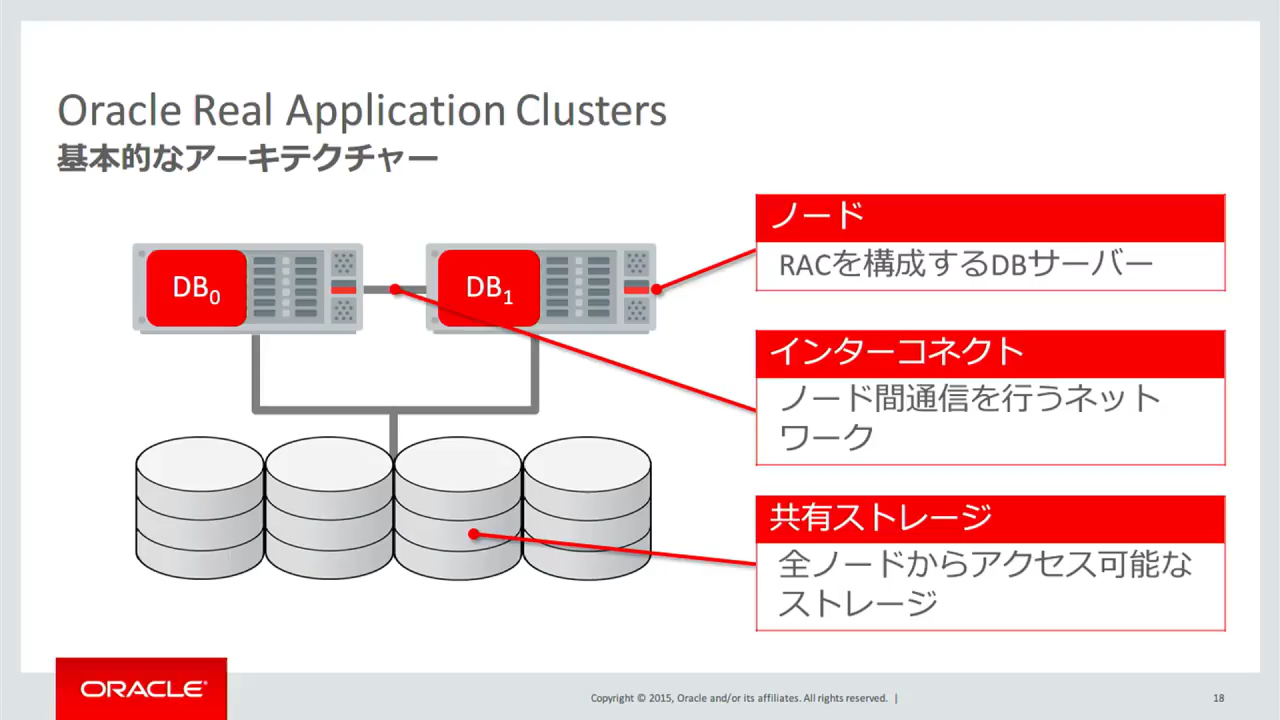 Oracle Real Application Clusters
基本的なアーキテクチャー
DB0
DB1
ノード
RACを構成するDBサーバー
インターコネクト
ノード間通信を行うネット
ワーク
共有ストレージ
全ノードからアクセス可能な
ストレージ
ORACLE®
Copyright © 2015, Oracle and/or its affiliates. All rights reserved. |
18